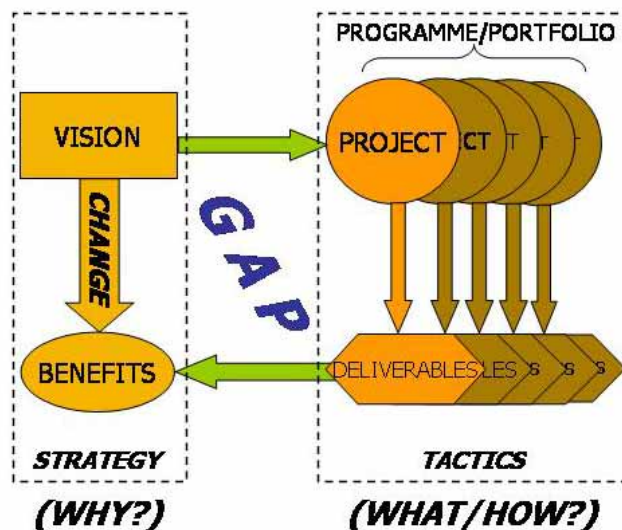 PROGRAMME/PORTFOLIO
VISION
PROJECT
CT
T
T
CHANGE
GAP
BENEFITS
DELIVERABLES
LES
S
S
S
STRATEGY
TACTICS
(WHY?)
(WHAT/HOW?)